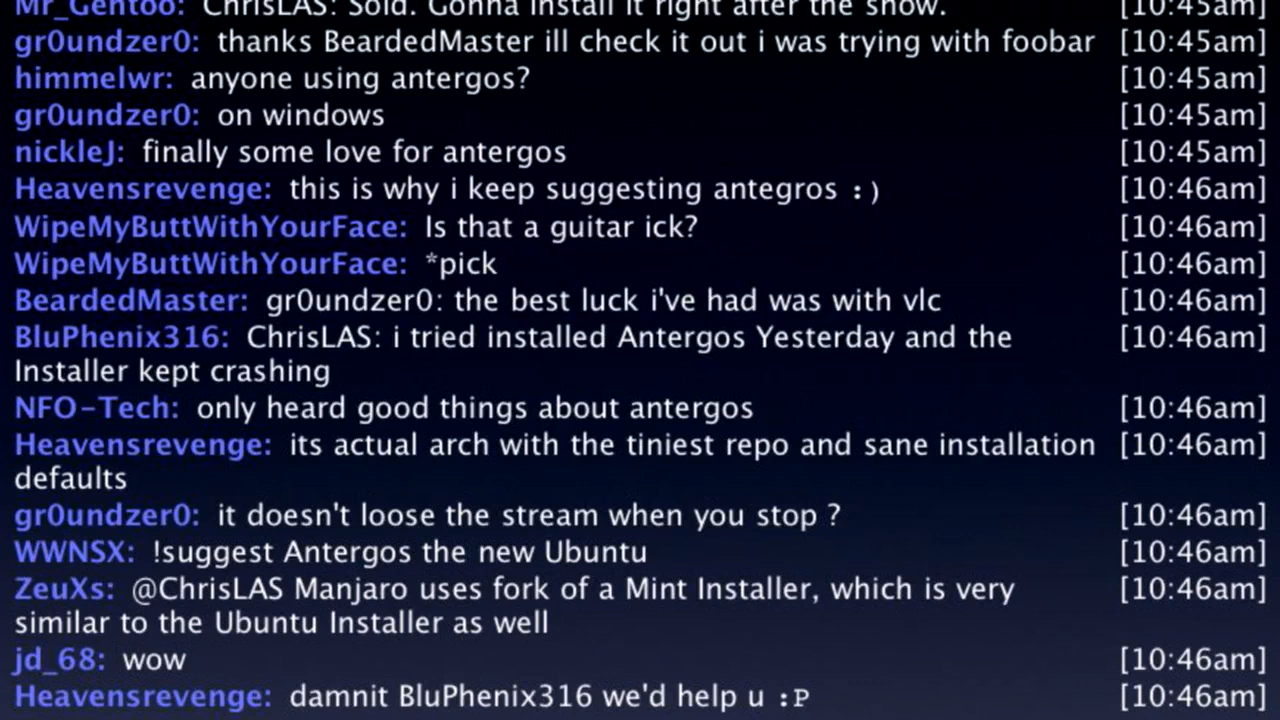 Mr_Gentoo: ChrisLAS: Sold. Gonna install it right after the show. [10:45am]
gr0undzer0: thanks BeardedMaster ill check it out i was trying with foobar [10:45am]
himmelwr: anyone using antergos? [10:45am]
gr0undzer0: on windows [10:45am]
nickleJ: finally some love for antergos [10:45am]
Heavensrevenge: this is why i keep suggesting antegros :) [10:46am]
WipeMyButtWithYourFace: Is that a guitar ick? [10:46am]
WipeMyButtWithYourFace: *pick [10:46am]
BeardedMaster: gr0undzer0: the best luck i've had was with vlc [10:46am]
BluPhenix316: ChrisLAS: i tried installed Antergos Yesterday and the [10:46am]
Installer kept crashing
NFO-Tech: only heard good things about antergos [10:46am]
Heavensrevenge: its actual arch with the tiniest repo and sane installation [10:46am]
defaults
gr0undzer0: it doesn't loose the stream when you stop ? [10:46am]
WWNSX: !suggest Antergos the new Ubuntu [10:46am]
ZeuXs: @ChrisLAS Manjaro uses fork of a Mint Installer, which is very [10:46am]
similar to the Ubuntu Installer as well
jd_68: wow [10:46am]
Heavensrevenge: damnit BluPhenix316 we'd help u :P [10:46am]